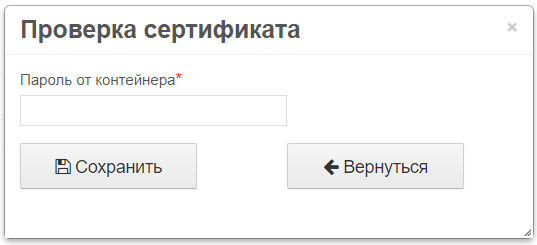 Проверка сертификата ×
Пароль от контейнера*
Сохранить
Вернуться